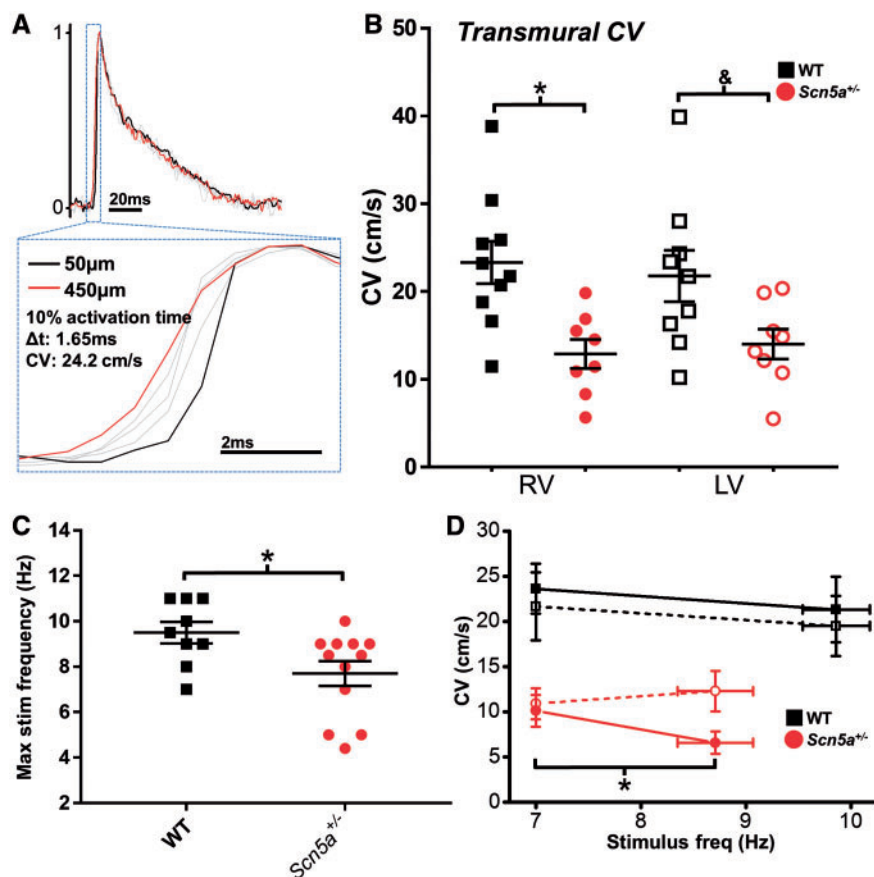 A
1
0
20ms
50μm
450μm
10% activation time
Δt: 1.65ms
CV: 24.2 cm/s
2ms
B
Transmural CV
WT
Scn5a+/-
*
&
CV (cm/s)
50
40
30
20
10
0
RV
LV
C
Max stim frequency (Hz)
14
12
10
8
6
4
2
*
WT
Scn5a+/-
D
CV (cm/s)
30
25
20
15
10
5
0
WT
Scn5a+/-
*
7
8
9
10
Stimulus freq (Hz)